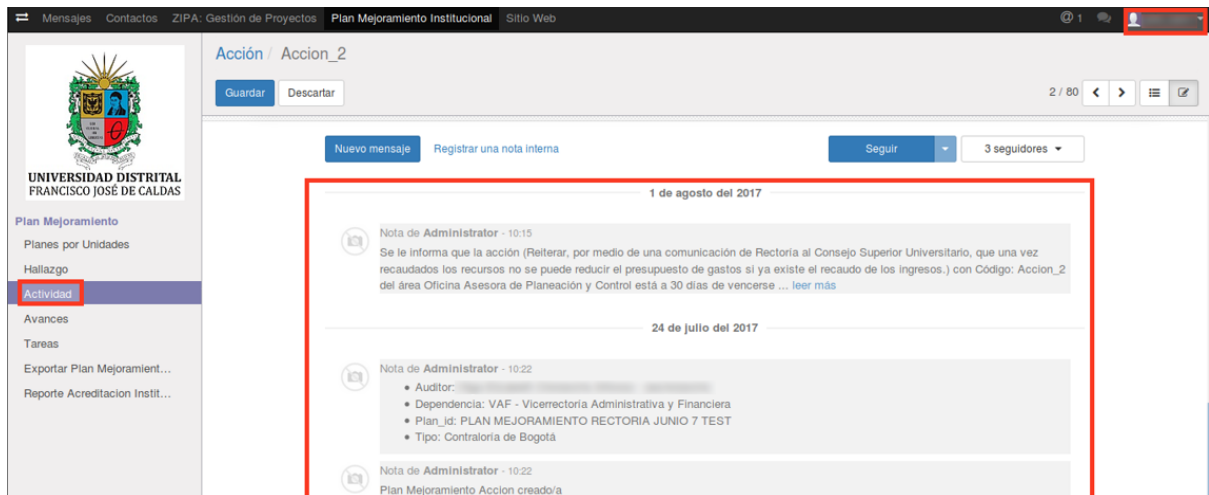 Mensajes Contactos ZIPA: Gestión de Proyectos Plan Mejoramiento Institucional Sitio Web @ 1
Acción / Accion_2
Guardar Descartar 2 / 80
UNIVERSIDAD DISTRITAL
FRANCISCO JOSÉ DE CALDAS
Plan Mejoramiento
Planes por Unidades
Hallazgo
Actividad
Avances
Tareas
Exportar Plan Mejoramient...
Reporte Acreditacion Instit...
Nuevo mensaje Registrar una nota interna Seguir 3 seguidores
1 de agosto del 2017
Nota de Administrator - 10:15
Se le informa que la acción (Reiterar, por medio de una comunicación de Rectoría al Consejo Superior Universitario, que una vez
recaudados los recursos no se puede reducir el presupuesto de gastos si ya existe el recaudo de los ingresos.) con Código: Accion_2
del área Oficina Asesora de Planeación y Control está a 30 días de vencerse ... leer más
24 de julio del 2017
Nota de Administrator - 10:22
• Auditor:
• Dependencia: VAF - Vicerrectoría Administrativa y Financiera
• Plan_id: PLAN MEJORAMIENTO RECTORIA JUNIO 7 TEST
• Tipo: Contraloría de Bogotá
Nota de Administrator - 10:22
Plan Mejoramiento Accion creado/a